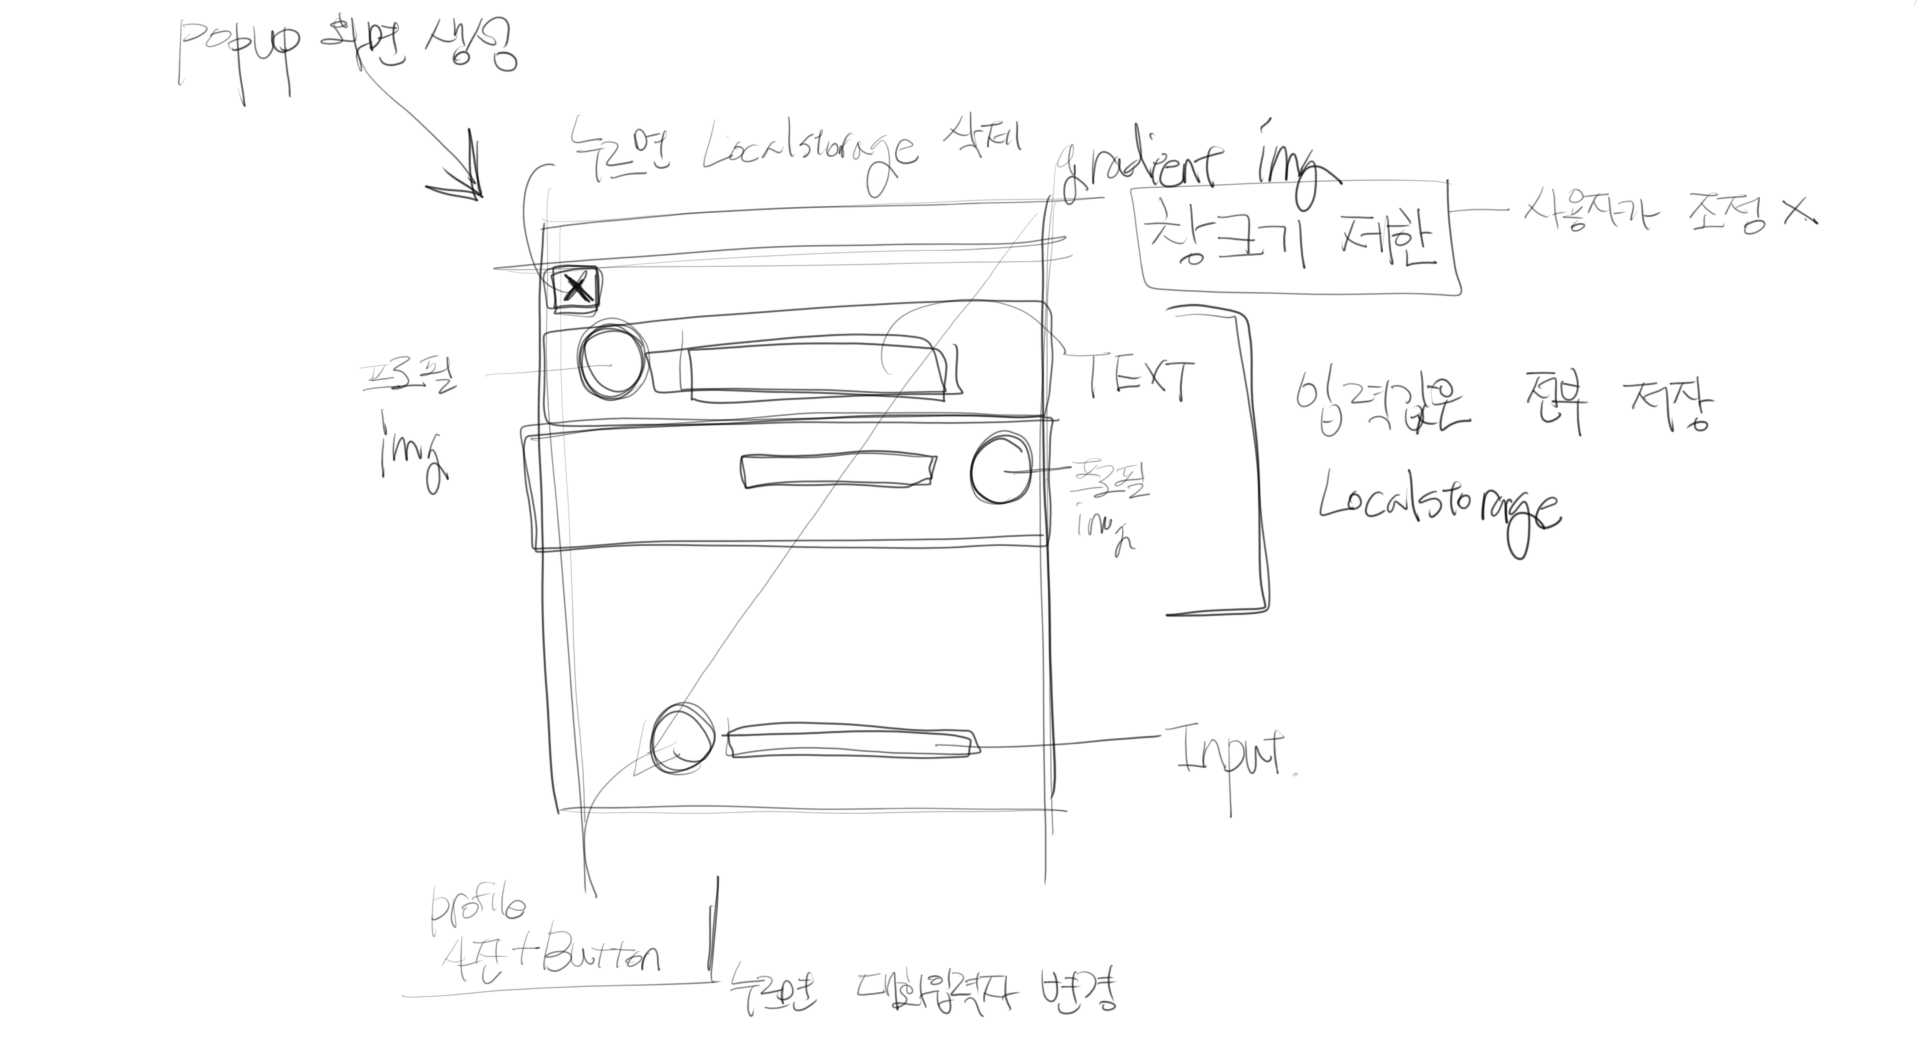 popup 화면 생성
누르면 Localstorage 삭제
gradient img
창크기 제한
사용자가 조정 X
X
프로필
img
TEXT
입력값은 전부 저장
Localstorage
프로필
img
Input.
profile
사진+Button
누르면 대화입력자 변경